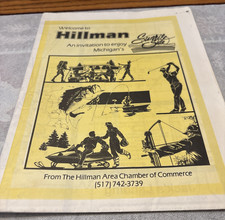 Welcome to
Hillman
An invitation to enjoy
Michigan's
From The Hillman Area Chamber of Commerce
(517) 742-3739